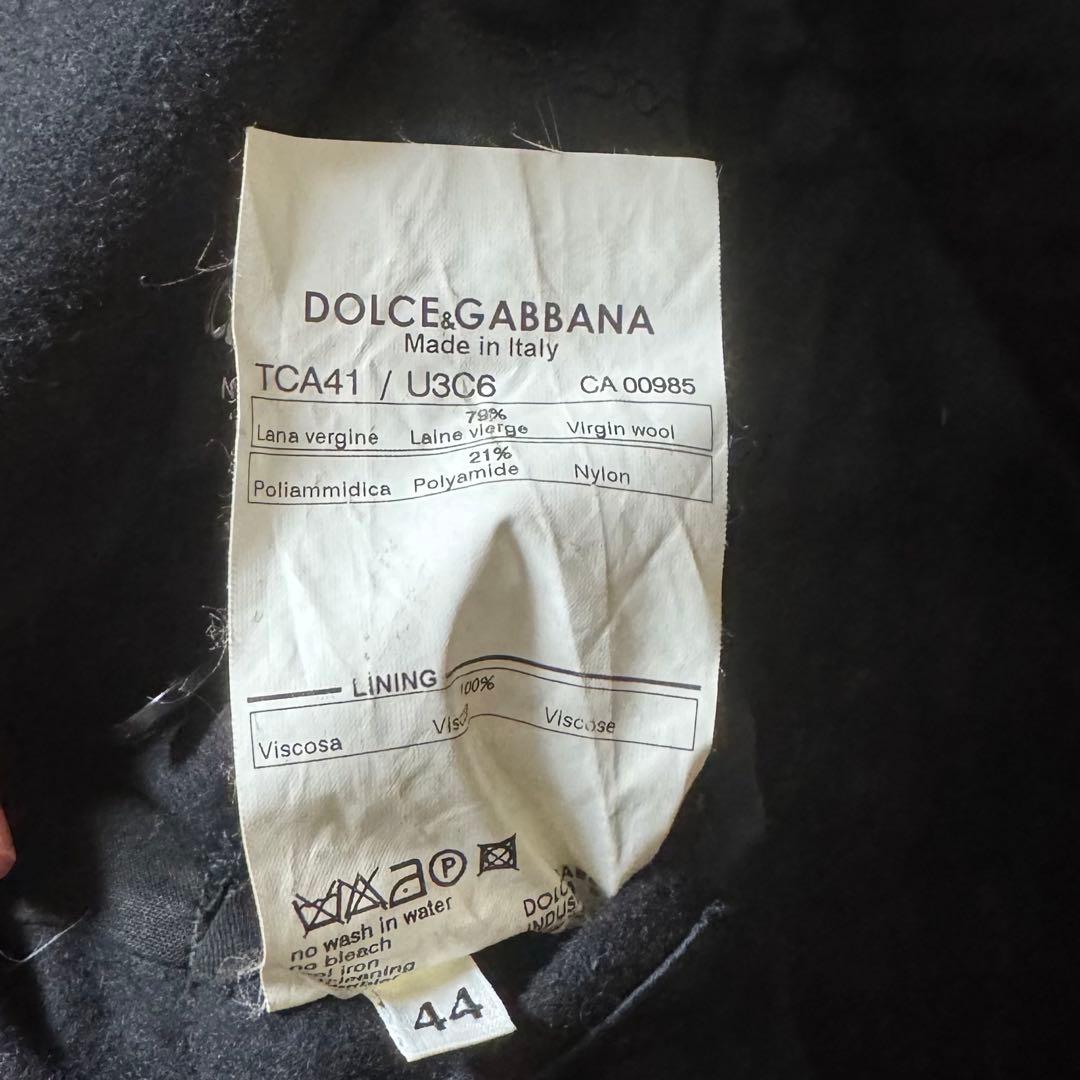 DOLCE&GABBANA
Made in Italy
TCA41 / U3C6 CA 00985
79%
Lana vergine Laine vierge Virgin wool
21%
Poliammidica Polyamide Nylon
LINING
100%
Viscosa Viscose
P
no wash in water
no bleach
iron
44